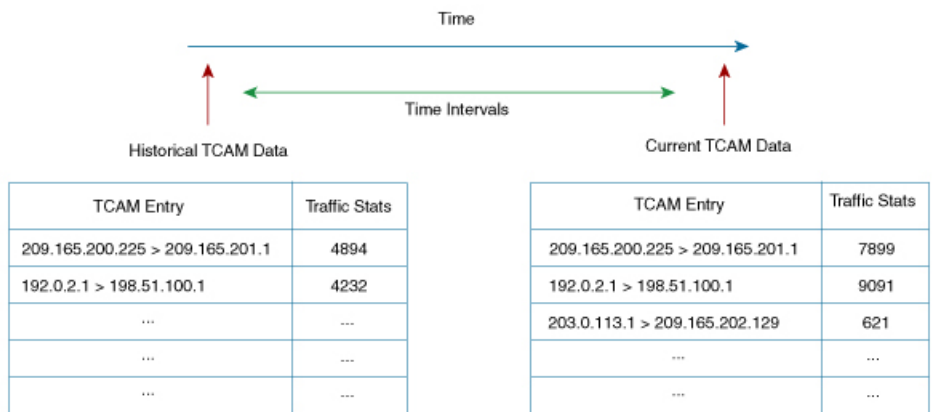 Time
Time Intervals
Historical TCAM Data
Current TCAM Data
TCAM Entry Traffic Stats
209.165.200.225 > 209.165.201.1 4894
192.0.2.1 > 198.51.100.1 4232
... ---
... ---
... ---
TCAM Entry Traffic Stats
209.165.200.225 > 209.165.201.1 7899
192.0.2.1 > 198.51.100.1 9091
203.0.113.1 > 209.165.202.129 621
... ...
... ...